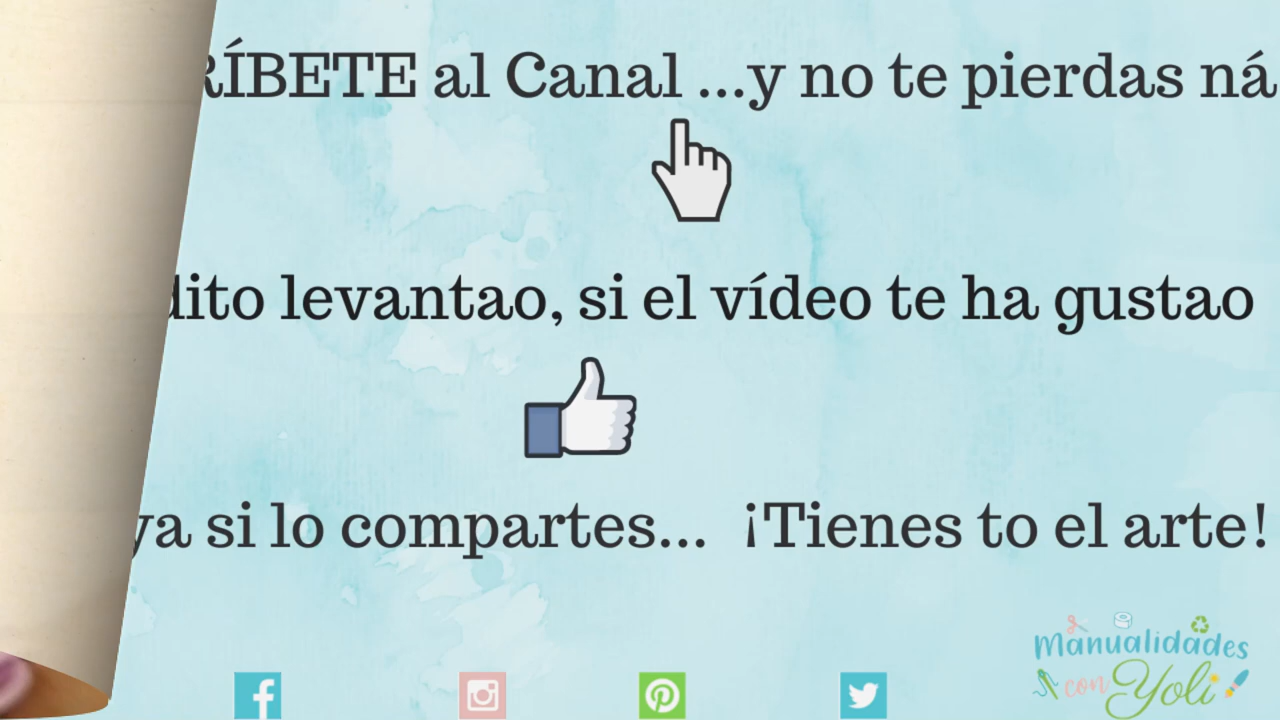 RÍBETE al Canal ...y no te pierdas ná
dito levantao, si el vídeo te ha gustao
ya si lo compartes... ¡Tienes to el arte!
Manualidades
con Yoli